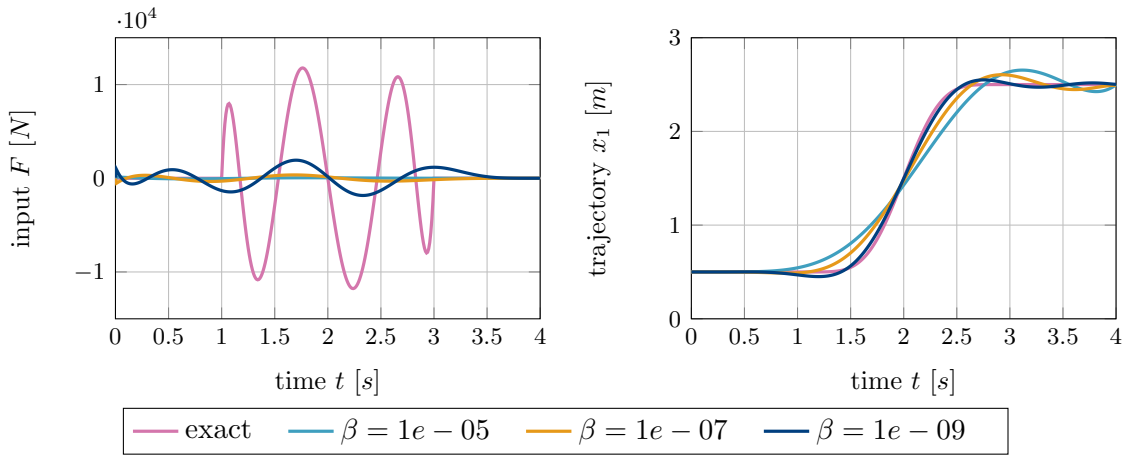 ·10⁴
input F [N]
1
0
−1
0 0.5 1 1.5 2 2.5 3 3.5 4
time t [s]
trajectory x₁ [m]
3
2
1
0
0 0.5 1 1.5 2 2.5 3 3.5 4
time t [s]
exact β = 1e − 05 β = 1e − 07 β = 1e − 09